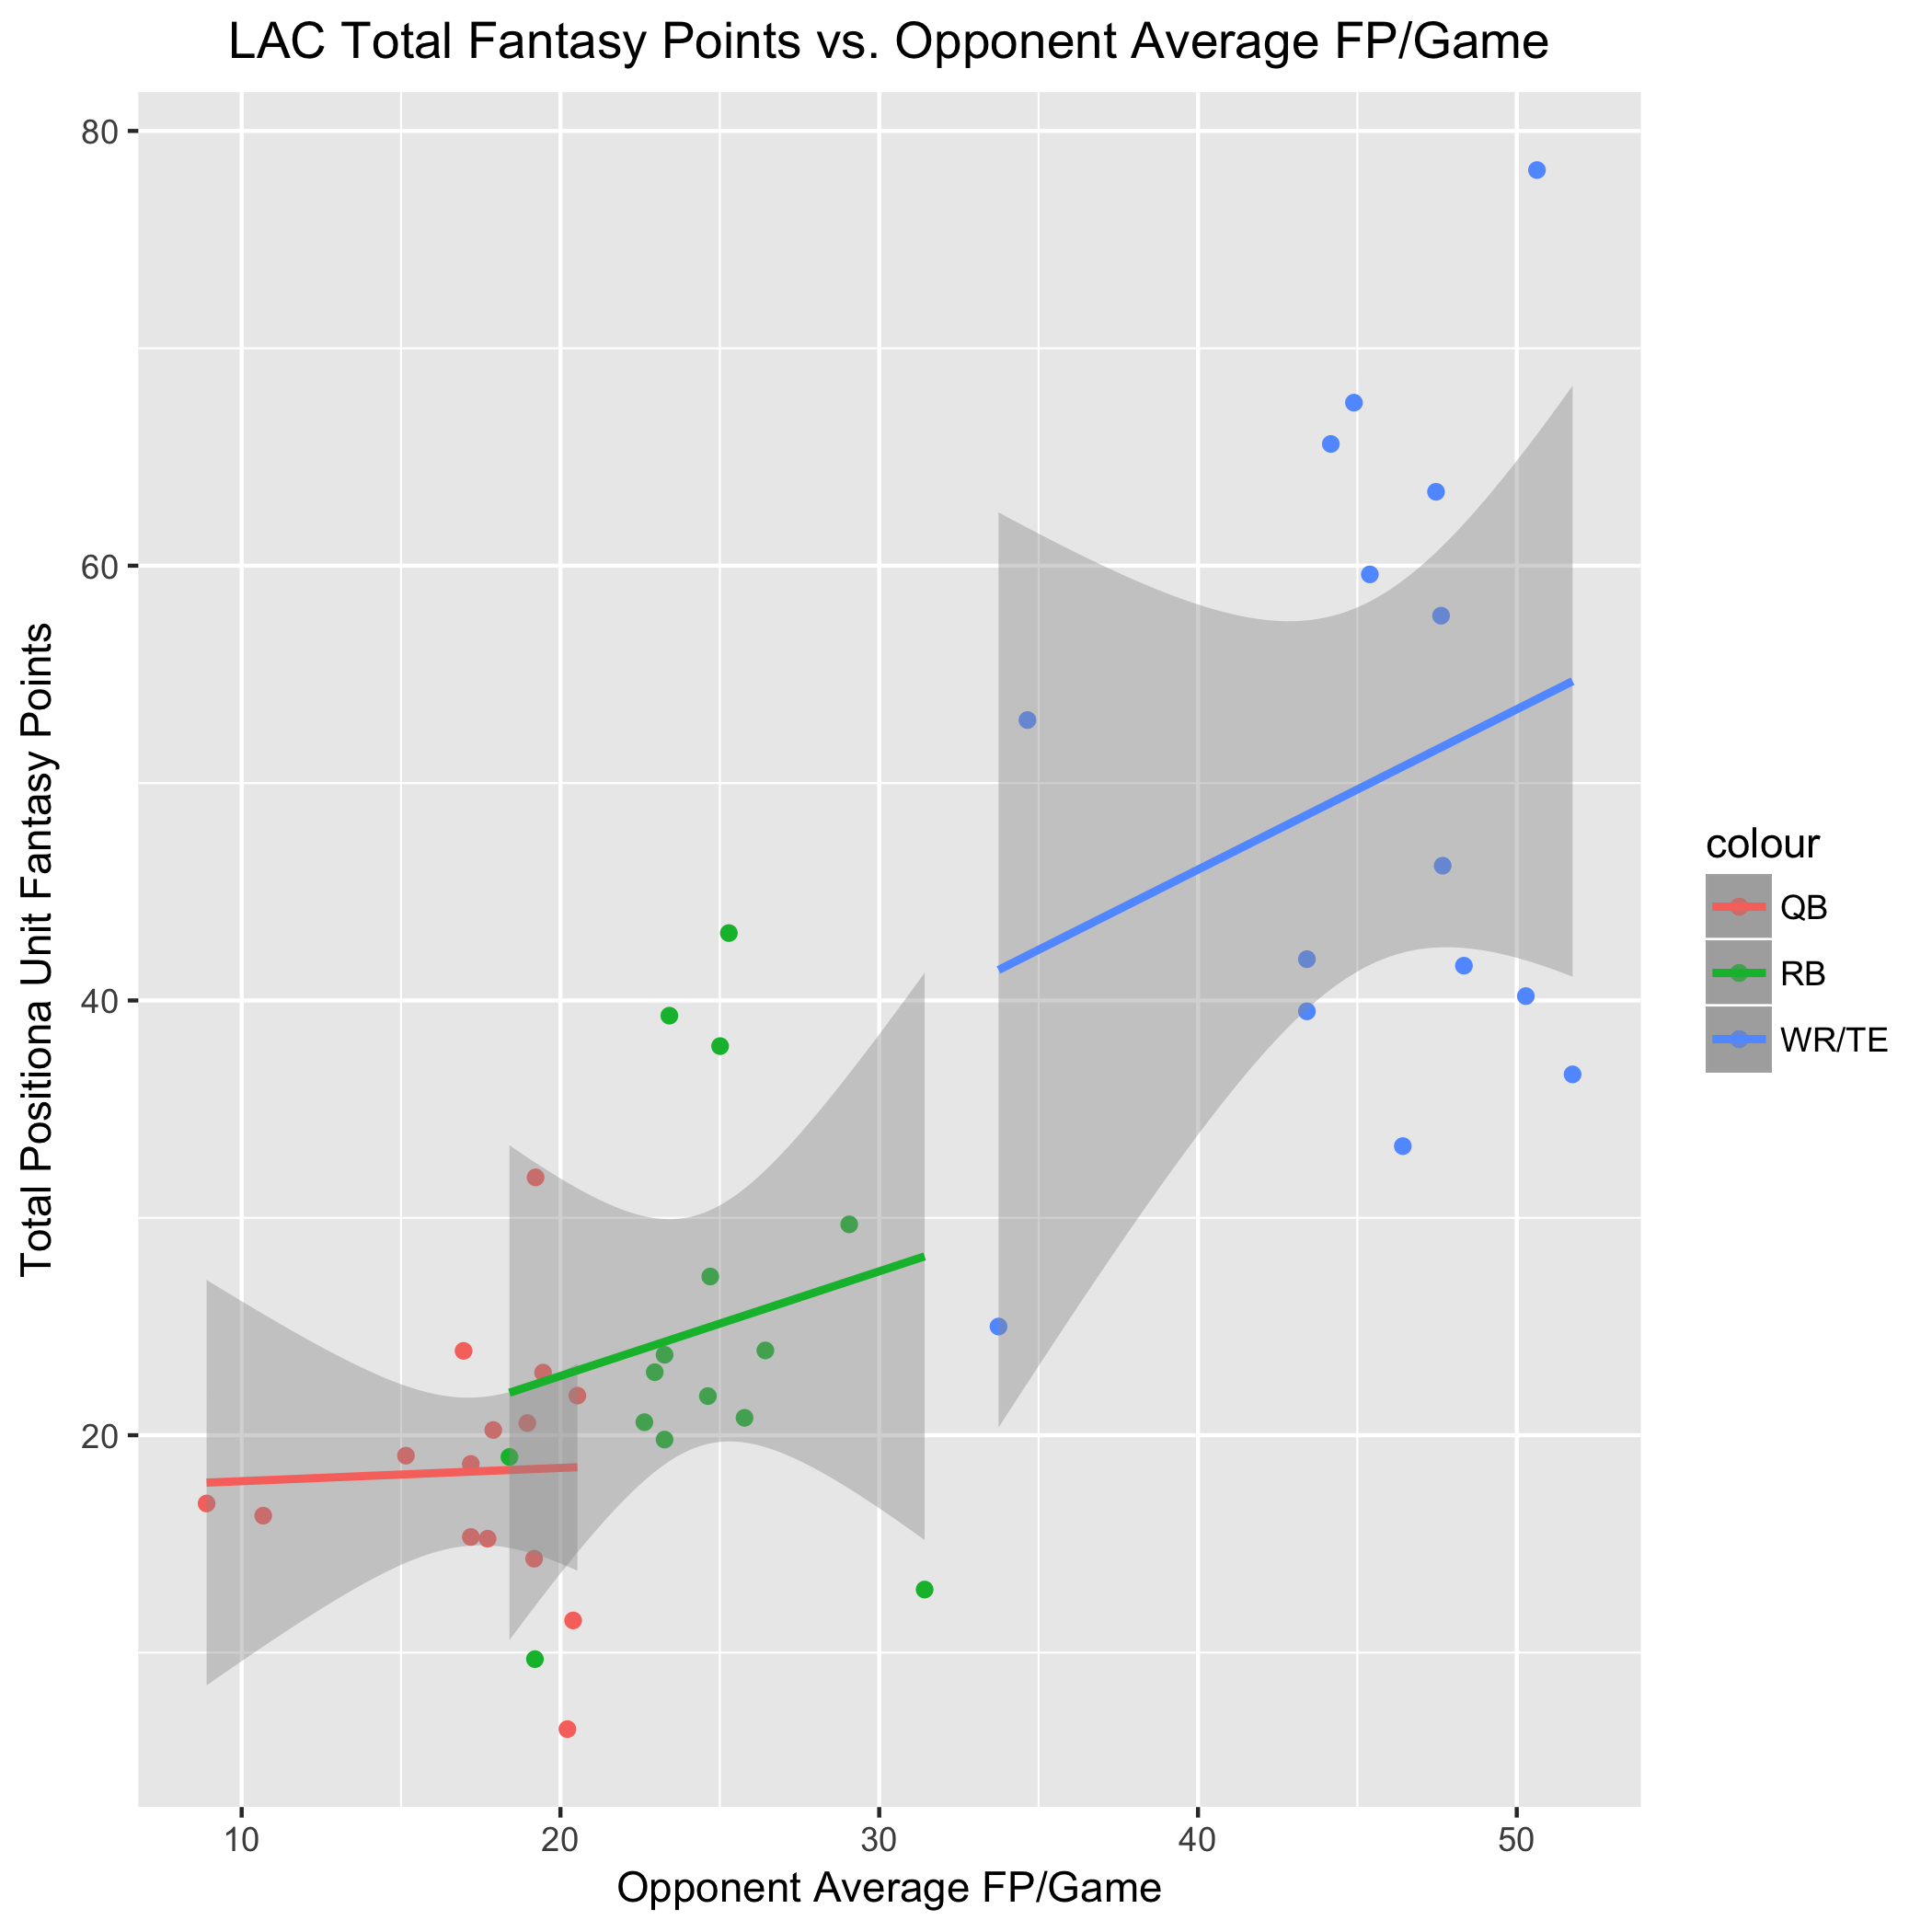 LAC Total Fantasy Points vs. Opponent Average FP/Game
80
60
40
20
Total Positiona Unit Fantasy Points
10 20 30 40 50
Opponent Average FP/Game
colour
QB
RB
WR/TE